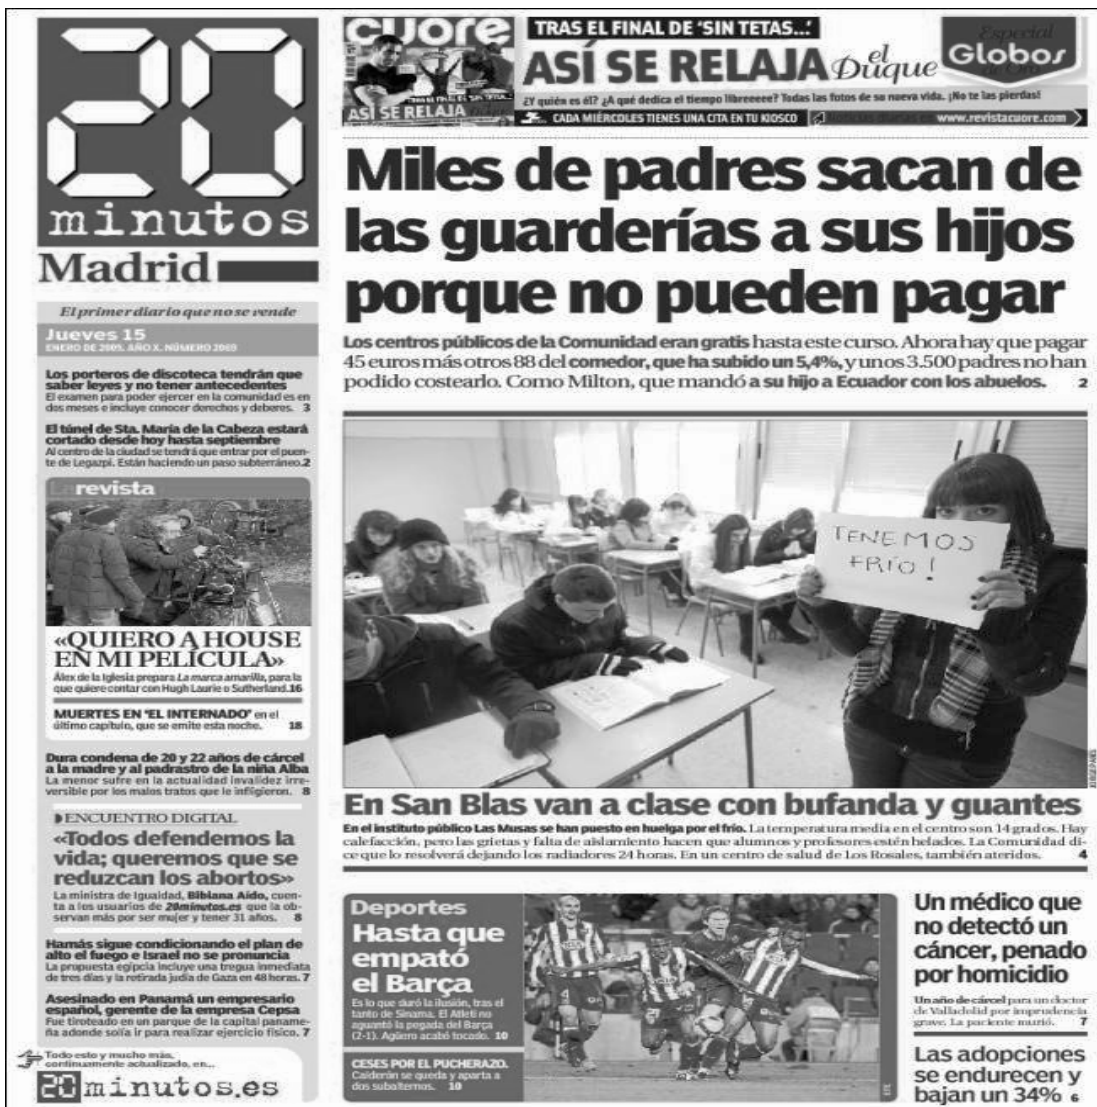 20
minutos
Madrid
El primer diario que no se vende
Jueves 15
ENERO DE 2009. AÑO X. NÚMERO 2069
Los porteros de discoteca tendrán que
saber leyes y no tener antecedentes
El examen para poder ejercer en la comunidad es en
dos meses e incluye conocer derechos y deberes. 3
El túnel de Sta. María de la Cabeza estará
cortado desde hoy hasta septiembre
Al centro de la ciudad se tendrá que entrar por el puen-
te de Legazpi. Están haciendo un paso subterráneo. 2
La revista
«QUIERO A HOUSE
EN MI PELÍCULA»
Álex de la Iglesia prepara La marca amarilla, para la
que quiere contar con Hugh Laurie o Sutherland. 16
MUERTES EN 'EL INTERNADO' en el
último capítulo, que se emite esta noche. 18
Dura condena de 20 y 22 años de cárcel
a la madre y al padrastro de la niña Alba
La menor sufre en la actualidad invalidez irre-
versible por los malos tratos que le infligieron. 8
ENCUENTRO DIGITAL
«Todos defendemos la
vida; queremos que se
reduzcan los abortos»
La ministra de Igualdad, Bibiana Aído, cuen-
ta a los usuarios de 20minutos.es que la ob-
servan más por ser mujer y tener 31 años. 8
Hamás sigue condicionando el plan de
alto el fuego e Israel no se pronuncia
La propuesta egipcia incluye una tregua inmediata
de tres días y la retirada judía de Gaza en 48 horas. 7
Asesinado en Panamá un empresario
español, gerente de la empresa Cepsa
Fue tiroteado en un parque de la capital paname-
ña adonde solía ir para realizar ejercicio físico. 7
Todo esto y mucho más,
continuamente actualizado, en...
20minutos.es
cuore
ASÍ SE RELAJA
TRAS EL FINAL DE 'SIN TETAS...'
ASÍ SE RELAJA el Duque
Especial
Globos
de Oro
¿Y quién es él? ¿A qué dedica el tiempo libreeeee? Todas las fotos de su nueva vida. ¡No te las pierdas!
CADA MIÉRCOLES TIENES UNA CITA EN TU KIOSCO
www.revistacuore.com
Miles de padres sacan de
las guarderías a sus hijos
porque no pueden pagar
Los centros públicos de la Comunidad eran gratis hasta este curso. Ahora hay que pagar
45 euros más otros 88 del comedor, que ha subido un 5,4%, y unos 3.500 padres no han
podido costearlo. Como Milton, que mandó a su hijo a Ecuador con los abuelos. 2
TENEMOS
FRÍO!
En San Blas van a clase con bufanda y guantes
En el instituto público Las Musas se han puesto en huelga por el frío. La temperatura media en el centro son 14 grados. Hay
calefacción, pero las grietas y falta de aislamiento hacen que alumnos y profesores estén helados. La Comunidad di-
ce que lo resolverá dejando los radiadores 24 horas. En un centro de salud de Los Rosales, también ateridos. 4
Deportes
Hasta que
empató
el Barça
Es lo que duró la ilusión, tras el
tanto de Sinama. El Atleti no
aguantó la pegada del Barça
(2-1). Agüero acabó tocado. 10
CESES POR EL PUCHERAZO.
Calderón se queda y aparta a
dos subalternos. 10
Un médico que
no detectó un
cáncer, penado
por homicidio
Un año de cárcel para un doctor
de Valladolid por imprudencia
grave. La paciente murió. 7
Las adopciones
se endurecen y
bajan un 34% 6